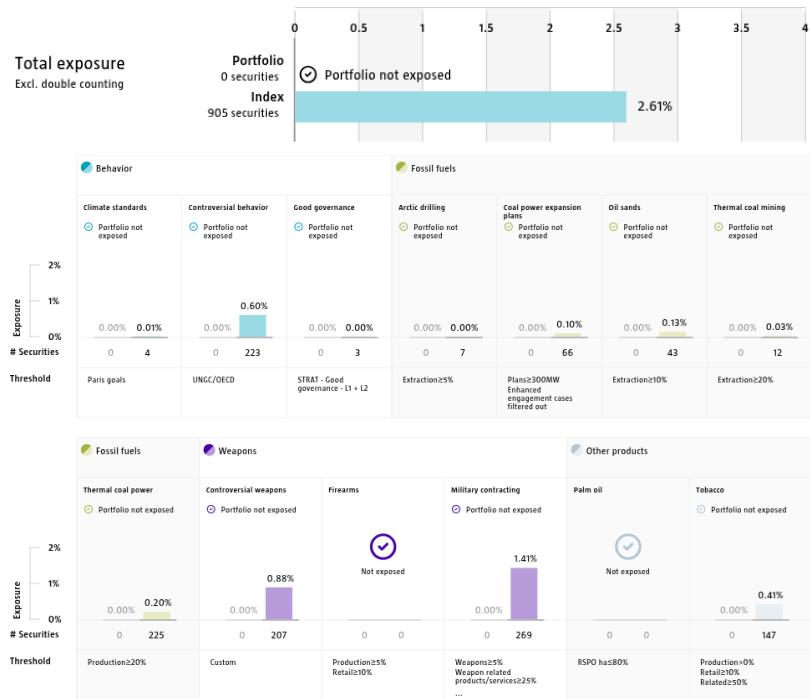 0 0.5 1 1.5 2 2.5 3 3.5 4
Total exposure
Excl. double counting
Portfolio
0 securities
Portfolio not exposed
Index
905 securities
2.61%
Behavior
Fossil fuels
Climate standards
Controversial behavior
Good governance
Arctic drilling
Coal power expansion
plans
Oil sands
Thermal coal mining
Portfolio not
exposed
Portfolio not
exposed
Portfolio not
exposed
Portfolio not
exposed
Portfolio not
exposed
Portfolio not
exposed
Portfolio not
exposed
Exposure
2%
1%
0%
0.00% 0.01%
0.00% 0.60%
0.00% 0.00%
0.00% 0.00%
0.00% 0.10%
0.00% 0.13%
0.00% 0.03%
# Securities
0 4
0 223
0 3
0 7
0 66
0 43
0 12
Threshold
Paris goals
UNGC/OECD
STRAT - Good
governance - L1 + L2
Extraction≥5%
Plans≥300MW
Enhanced
engagement cases
filtered out
Extraction≥10%
Extraction≥20%
Fossil fuels
Weapons
Other products
Thermal coal power
Controversial weapons
Firearms
Military contracting
Palm oil
Tobacco
Portfolio not exposed
Portfolio not exposed
Portfolio not exposed
Portfolio not exposed
Not exposed
Not exposed
Exposure
2%
1%
0%
0.00% 0.20%
0.00% 0.88%
0.00% 1.41%
0.00% 0.41%
# Securities
0 225
0 207
0 0
0 269
0 0
0 147
Threshold
Production≥20%
Custom
Production≥5%
Retail≥10%
Weapons≥5%
Weapon related
products/services≥25%
...
RSPO ha≤80%
Production>0%
Retail≥10%
Related≥50%